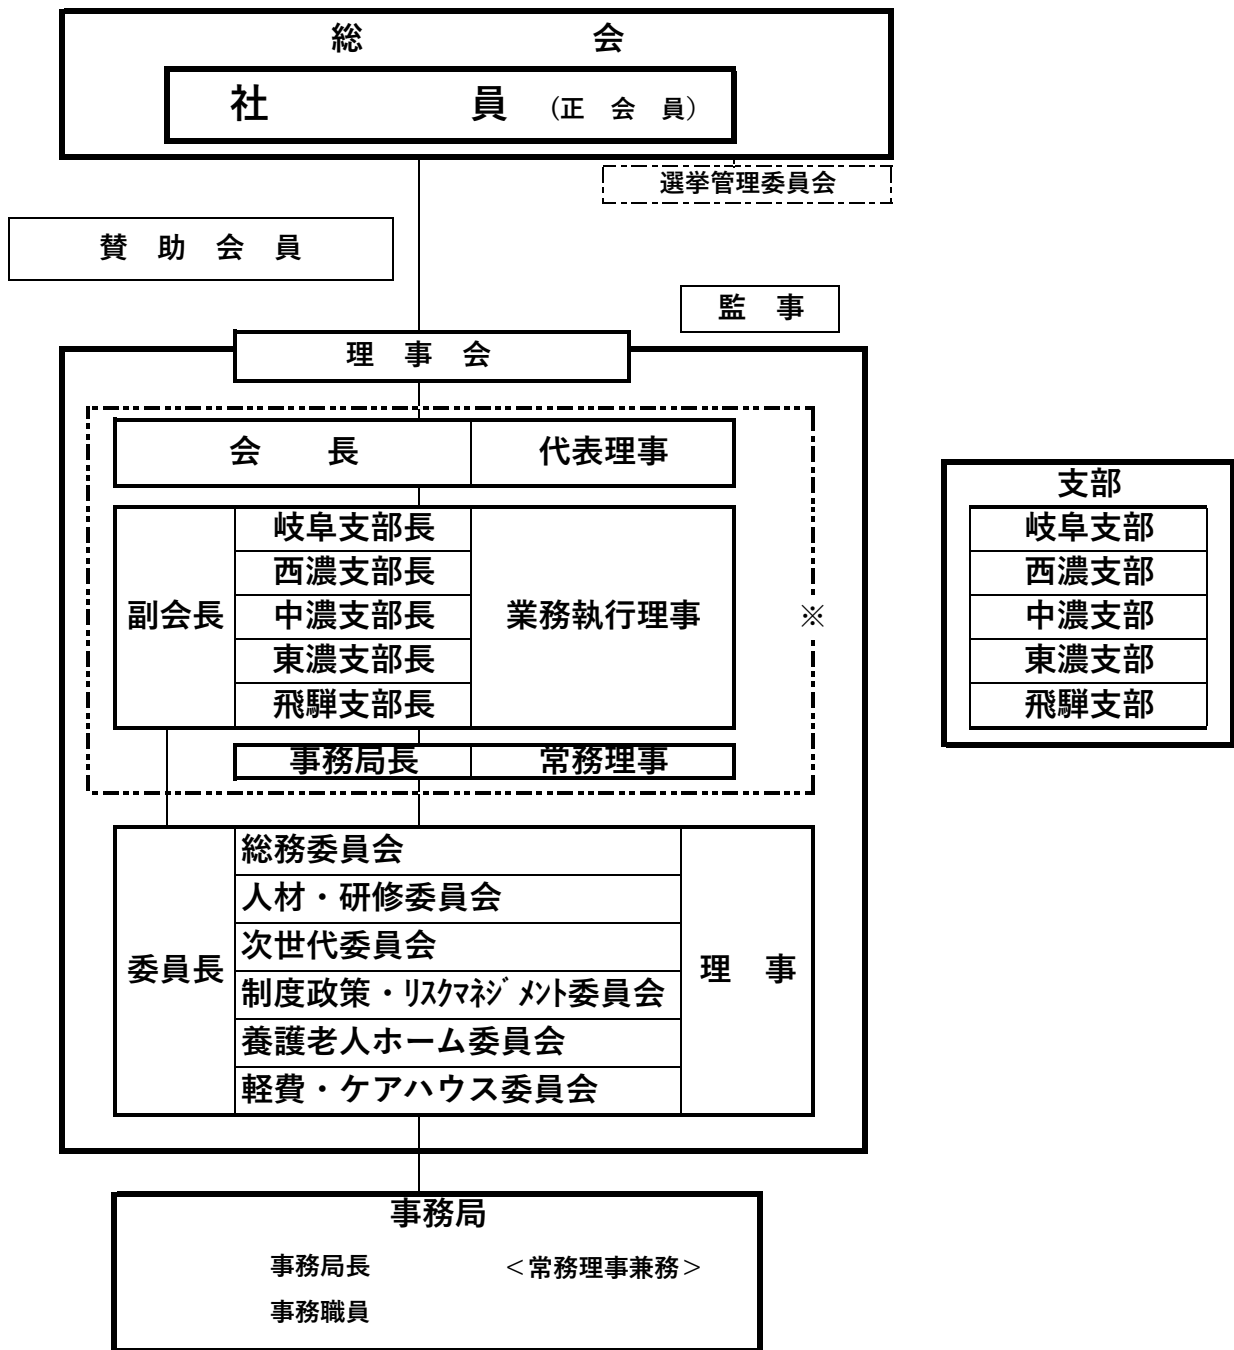 総　　　会
社　　　員　（正　会　員）
選挙管理委員会
賛　助　会　員
監　事
理　事　会
会　　長　代表理事
副会長
岐阜支部長
西濃支部長
中濃支部長
東濃支部長
飛騨支部長
業務執行理事
※
事務局長　常務理事
委員長
総務委員会
人材・研修委員会
次世代委員会
制度政策・ﾘｽｸﾏﾈｼﾞﾒﾝﾄ委員会
養護老人ホーム委員会
軽費・ケアハウス委員会
理　事
支部
岐阜支部
西濃支部
中濃支部
東濃支部
飛騨支部
事務局
事務局長　＜常務理事兼務＞
事務職員